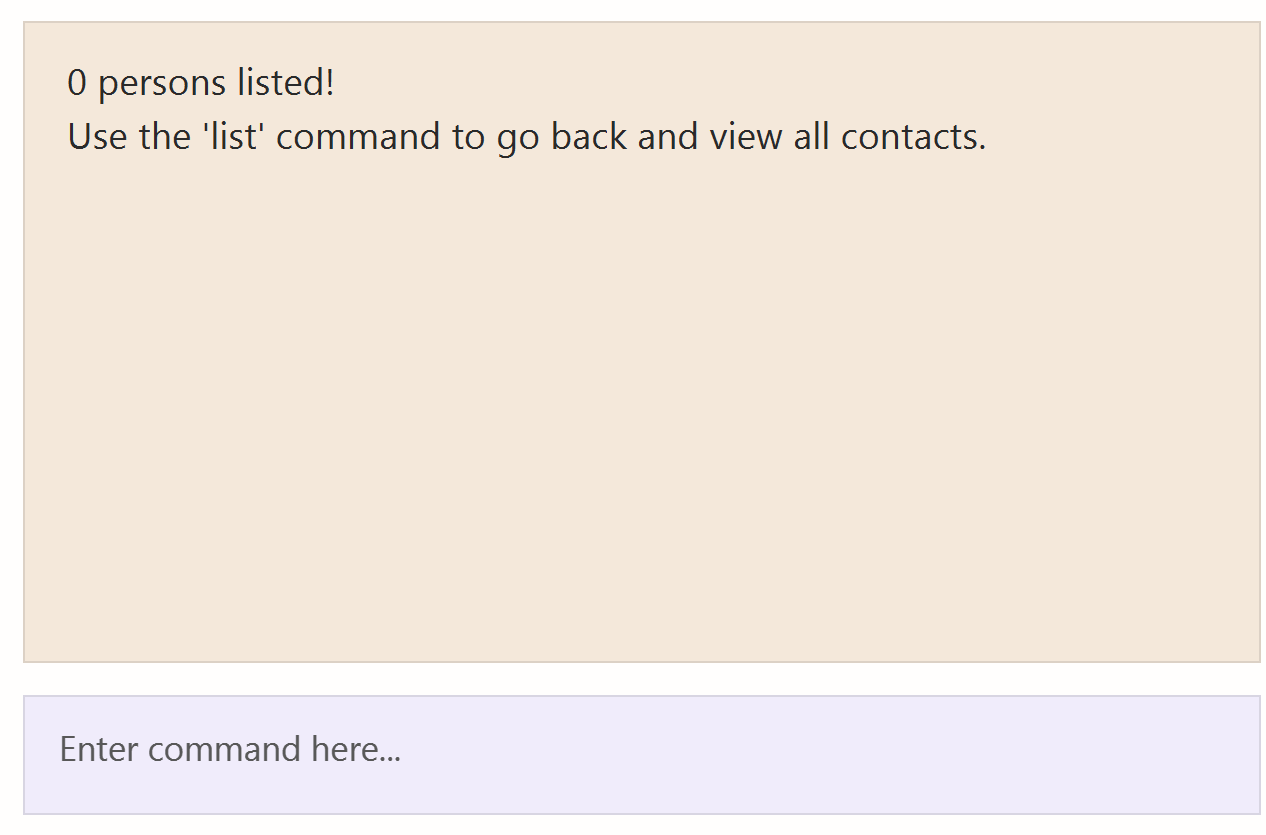 0 persons listed!
Use the 'list' command to go back and view all contacts.
Enter command here...